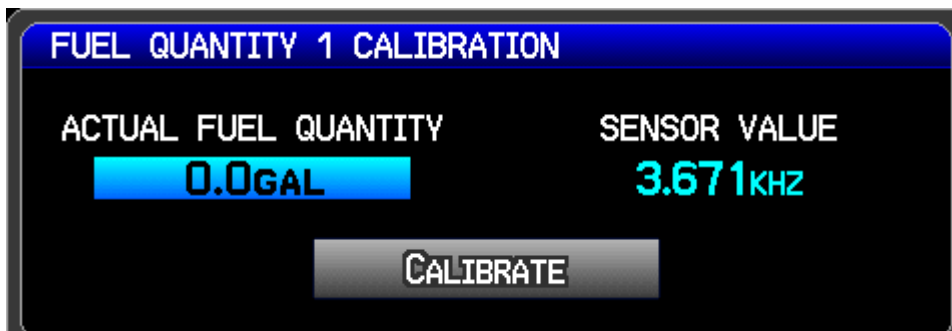 FUEL QUANTITY 1 CALIBRATION
ACTUAL FUEL QUANTITY SENSOR VALUE
0.0GAL 3.671KHZ
CALIBRATE